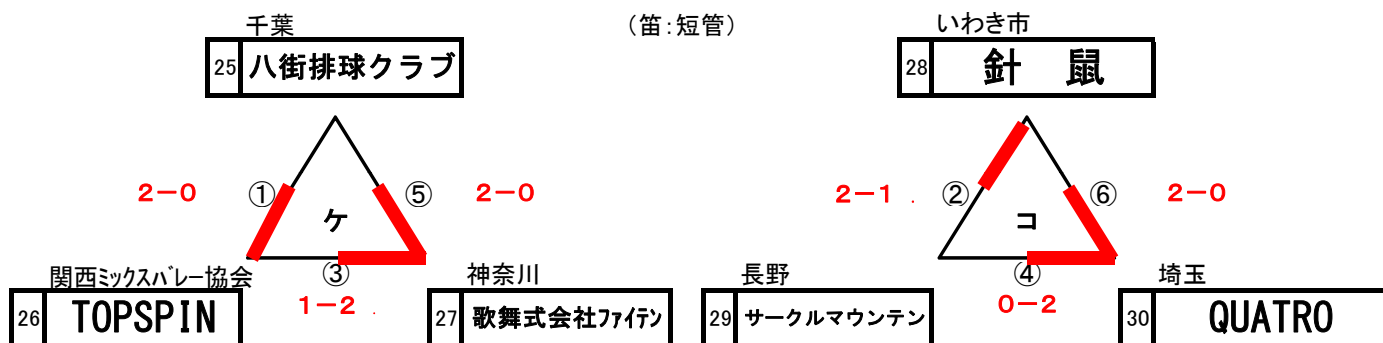 千葉
(笛:短管)
いわき市
25 八街排球クラブ
28 針 鼠
2-0 ① ⑤ 2-0
2-1 . ② ⑥ 2-0
ケ
コ
③
④
関西ミックスバレー協会
神奈川
長野
埼玉
1-2 .
0-2
26 TOPSPIN
27 歌舞式会社ファイテン
29 サークルマウンテン
30 QUATRO